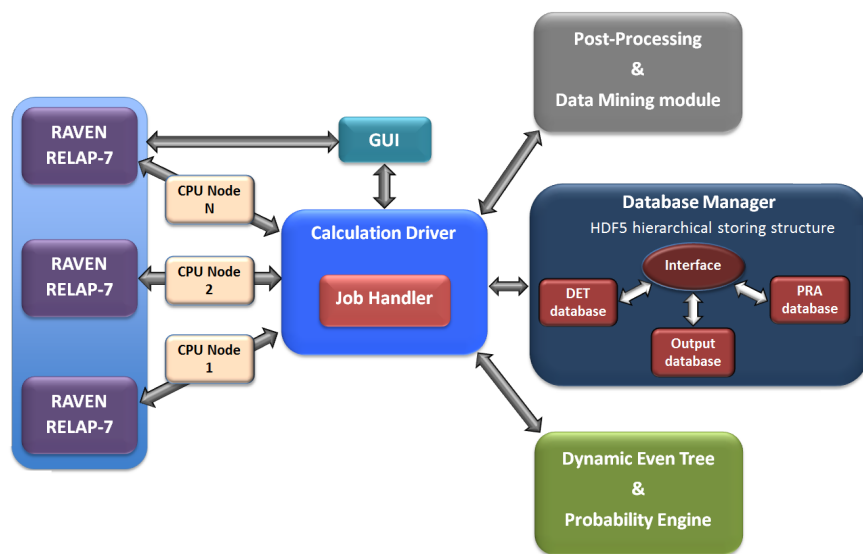 Post-Processing
&
Data Mining module
RAVEN
RELAP-7
GUI
CPU Node
N
RAVEN
RELAP-7
CPU Node
2
Calculation Driver
Job Handler
Database Manager
HDF5 hierarchical storing structure
Interface
DET
database
PRA
database
Output
database
CPU Node
1
RAVEN
RELAP-7
Dynamic Even Tree
&
Probability Engine